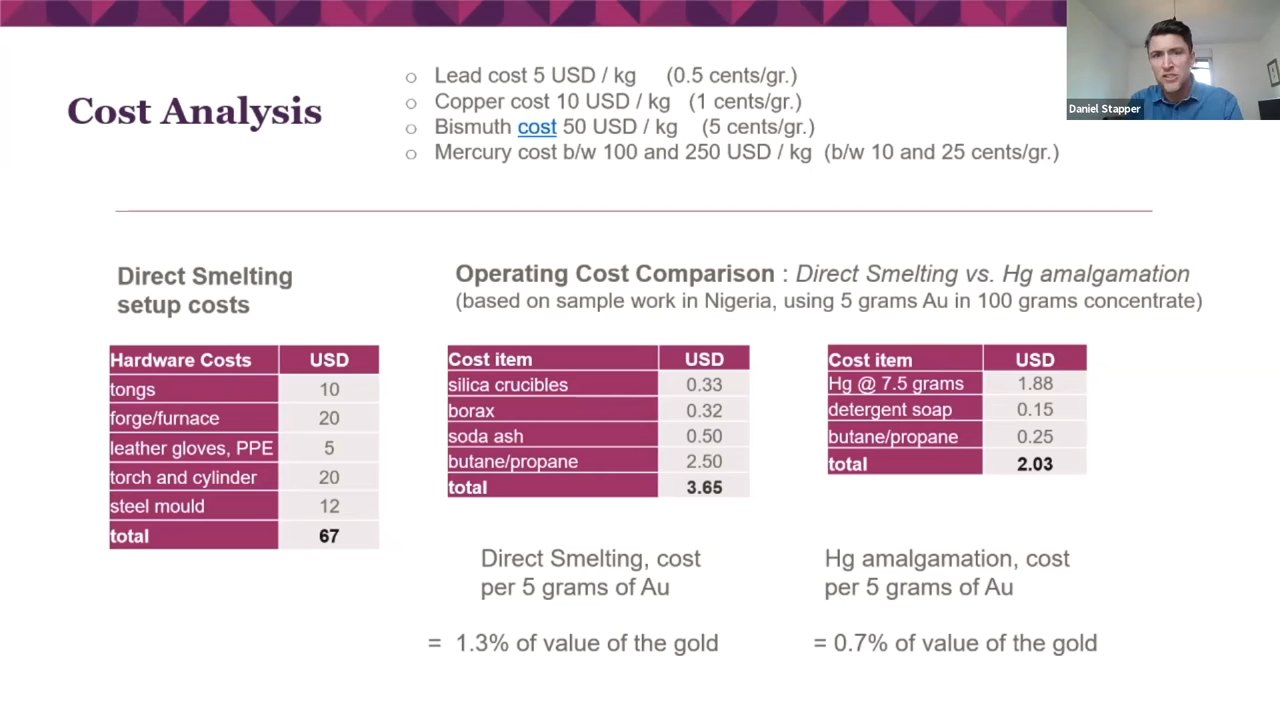 Daniel Stapper
Cost Analysis
○ Lead cost 5 USD / kg (0.5 cents/gr.)
○ Copper cost 10 USD / kg (1 cents/gr.)
○ Bismuth cost 50 USD / kg (5 cents/gr.)
○ Mercury cost b/w 100 and 250 USD / kg (b/w 10 and 25 cents/gr.)
Direct Smelting
setup costs
Hardware Costs USD
tongs 10
forge/furnace 20
leather gloves, PPE 5
torch and cylinder 20
steel mould 12
total 67
Operating Cost Comparison : Direct Smelting vs. Hg amalgamation
(based on sample work in Nigeria, using 5 grams Au in 100 grams concentrate)
Cost item USD
silica crucibles 0.33
borax 0.32
soda ash 0.50
butane/propane 2.50
total 3.65
Direct Smelting, cost
per 5 grams of Au
= 1.3% of value of the gold
Cost item USD
Hg @ 7.5 grams 1.88
detergent soap 0.15
butane/propane 0.25
total 2.03
Hg amalgamation, cost
per 5 grams of Au
= 0.7% of value of the gold